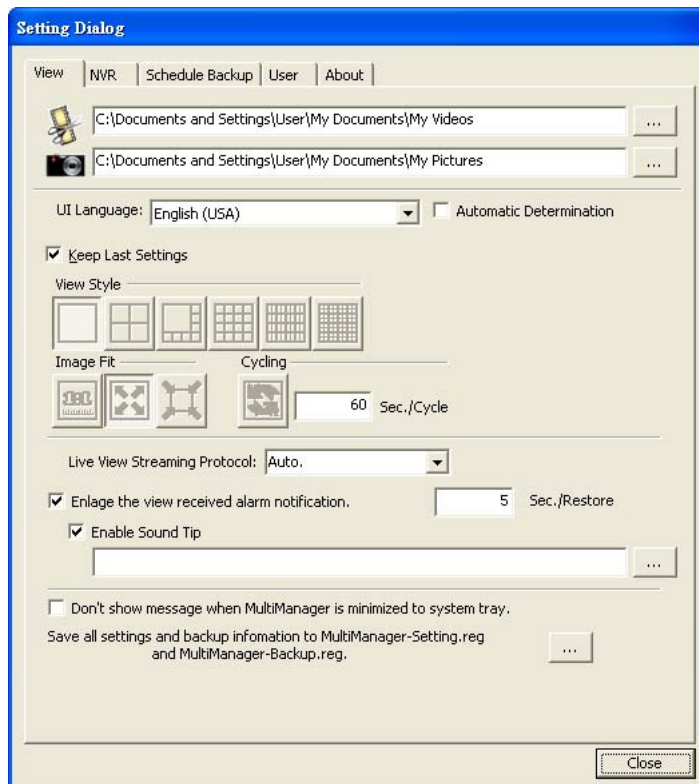 Setting Dialog
View NVR Schedule Backup User About
C:\Documents and Settings\User\My Documents\My Videos ...
C:\Documents and Settings\User\My Documents\My Pictures ...
UI Language: English (USA) Automatic Determination
Keep Last Settings
View Style
Image Fit Cycling
1:1
60 Sec./Cycle
Live View Streaming Protocol: Auto.
Enlage the view received alarm notification. 5 Sec./Restore
Enable Sound Tip
...
Don't show message when MultiManager is minimized to system tray.
Save all settings and backup infomation to MultiManager-Setting.reg
and MultiManager-Backup.reg. ...
Close